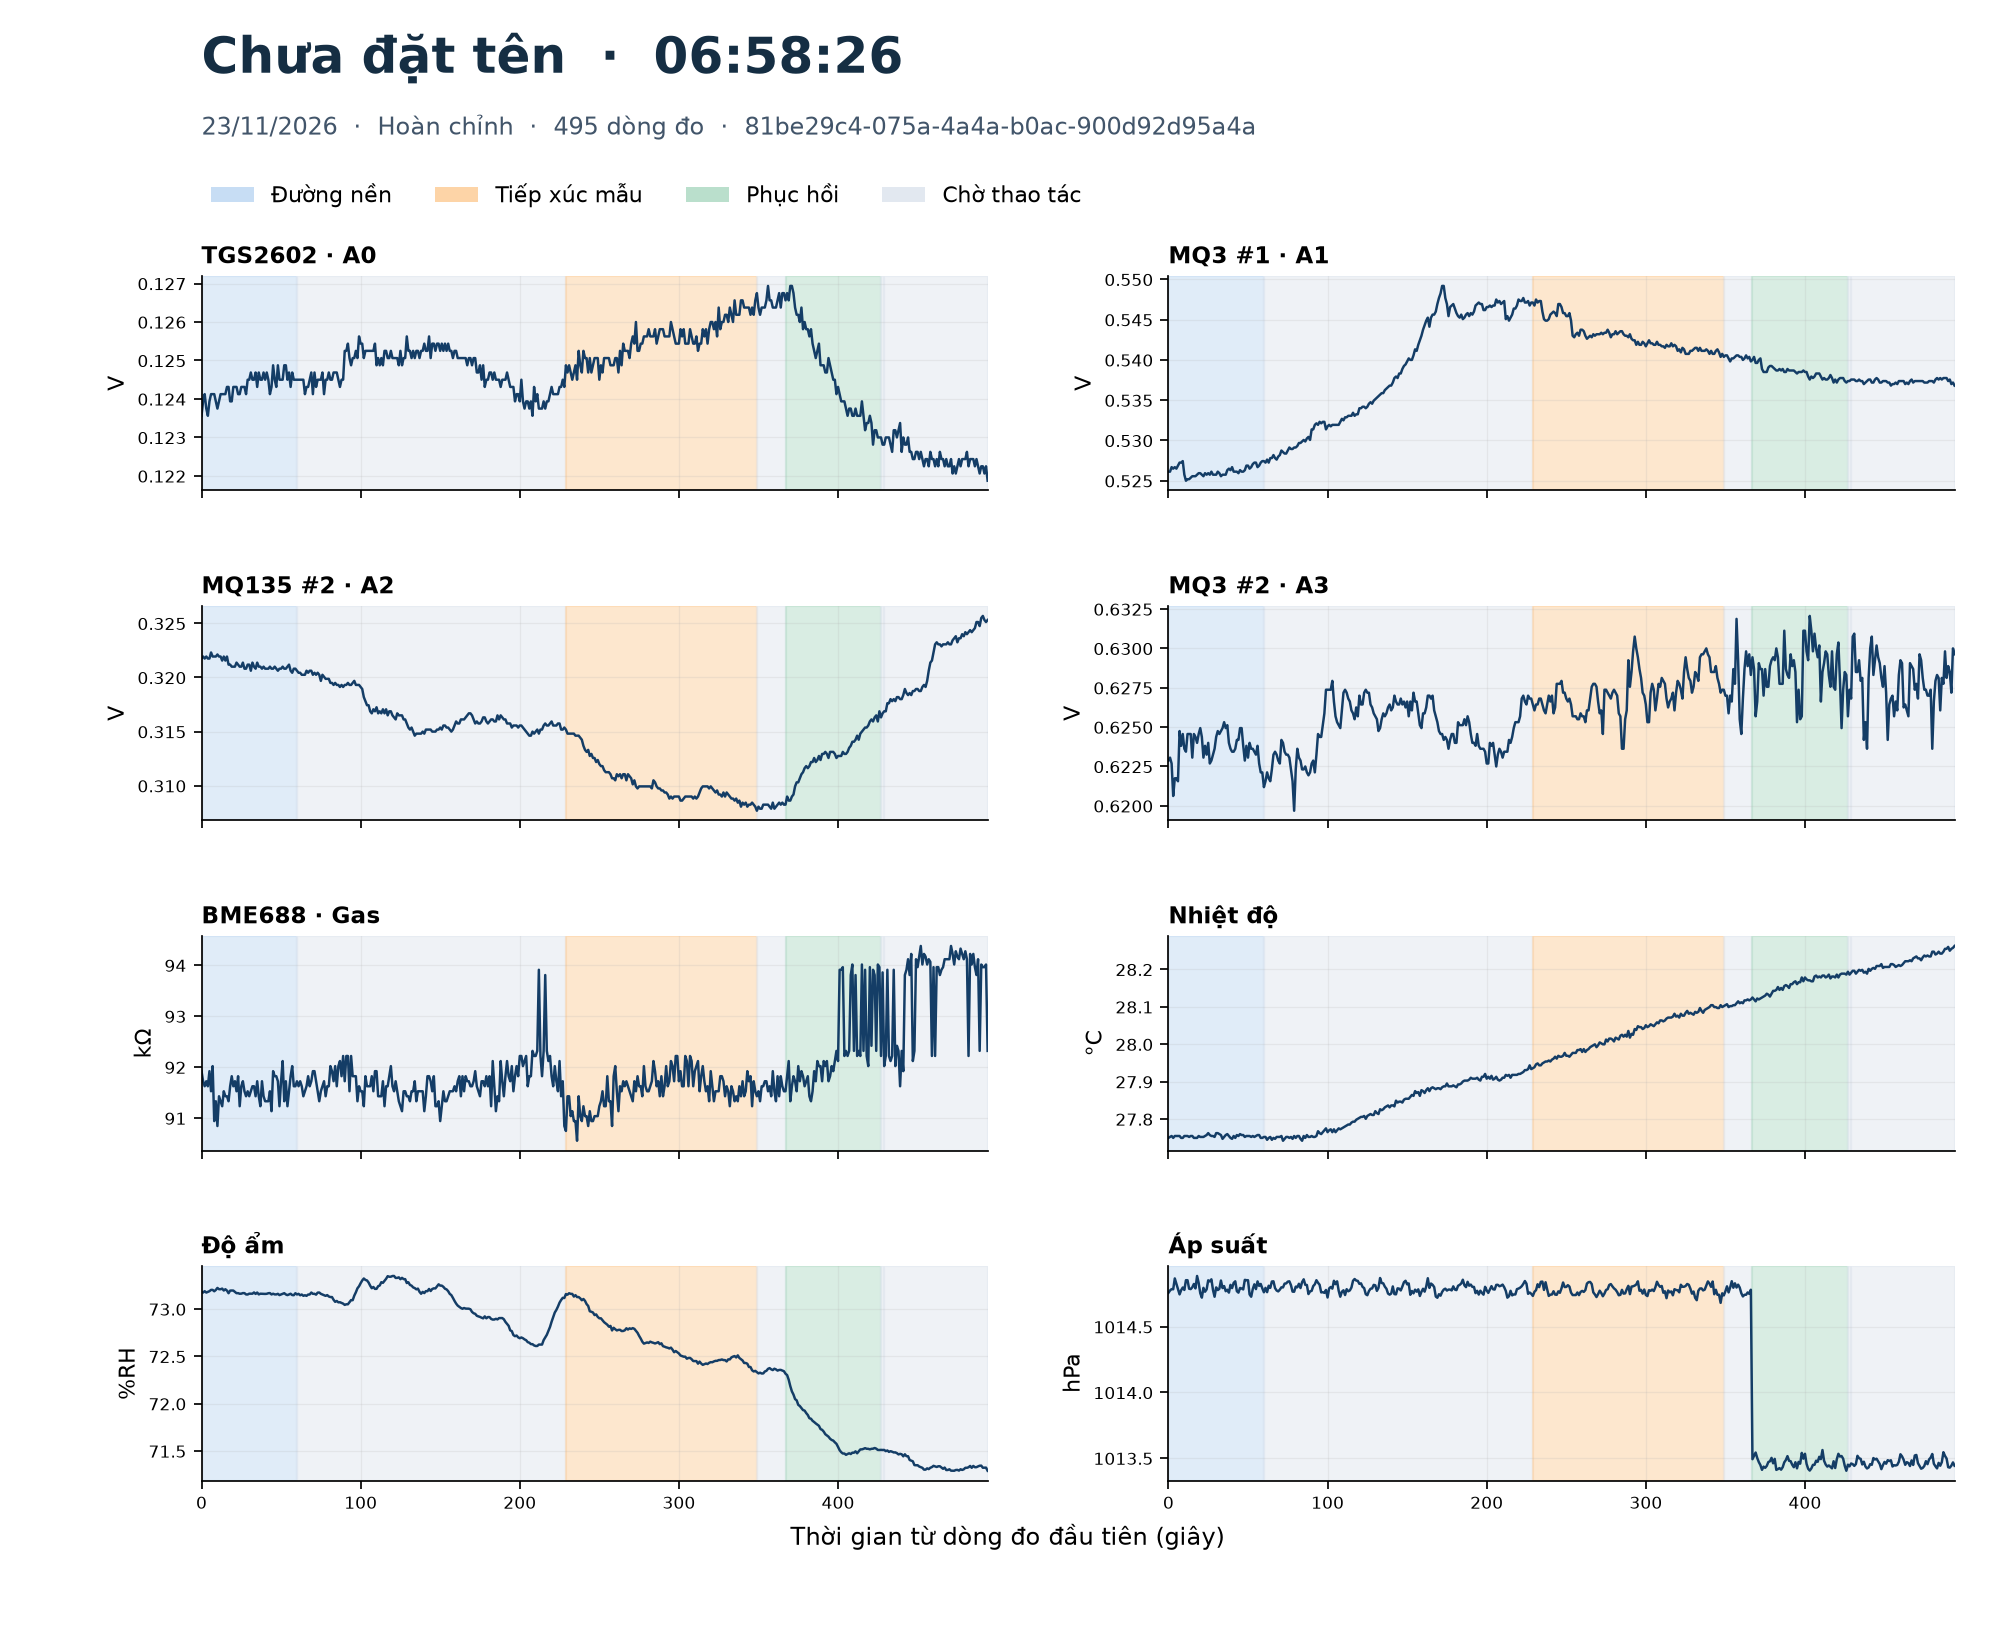 Chưa đặt tên · 06:58:26
23/11/2026 · Hoàn chỉnh · 495 dòng đo · 81be29c4-075a-4a4a-b0ac-900d92d95a4a
Đường nền Tiếp xúc mẫu Phục hồi Chờ thao tác
TGS2602 · A0
V
0.127
0.126
0.125
0.124
0.123
0.122
MQ3 #1 · A1
V
0.550
0.545
0.540
0.535
0.530
0.525
MQ135 #2 · A2
V
0.325
0.320
0.315
0.310
MQ3 #2 · A3
V
0.6325
0.6300
0.6275
0.6250
0.6225
0.6200
BME688 · Gas
kΩ
94
93
92
91
Nhiệt độ
°C
28.2
28.1
28.0
27.9
27.8
Độ ẩm
%RH
73.0
72.5
72.0
71.5
0 100 200 300 400
Áp suất
hPa
1014.5
1014.0
1013.5
0 100 200 300 400
Thời gian từ dòng đo đầu tiên (giây)